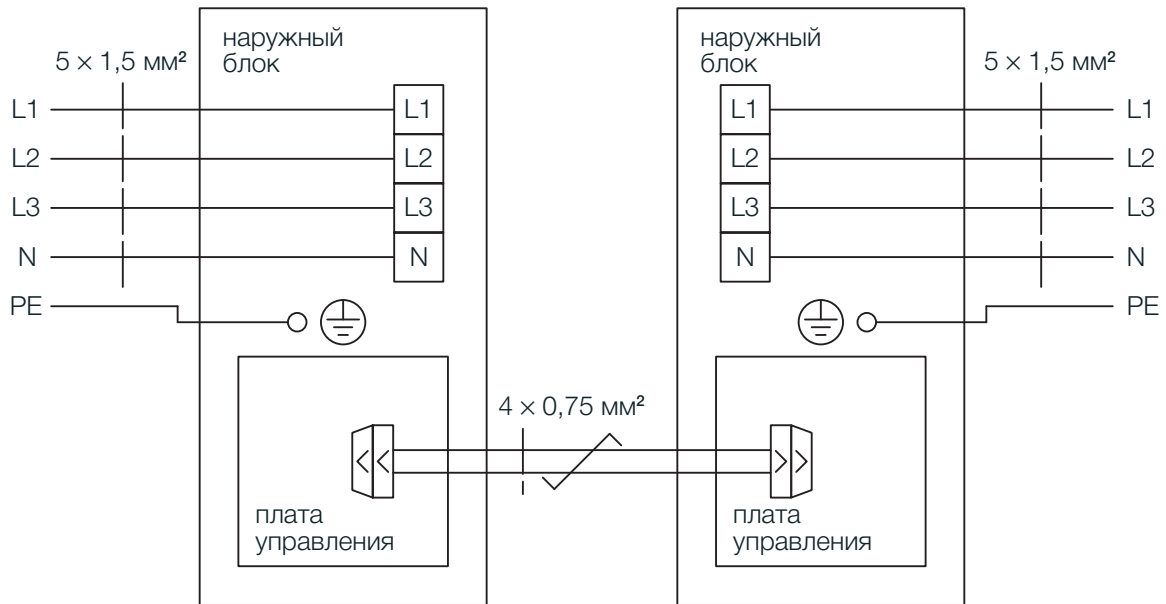 наружный
блок
5 × 1,5 мм²
L1
L2
L3
N
PE
L1
L2
L3
N
плата
управления
4 × 0,75 мм²
наружный
блок
5 × 1,5 мм²
L1
L2
L3
N
L1
L2
L3
N
PE
плата
управления